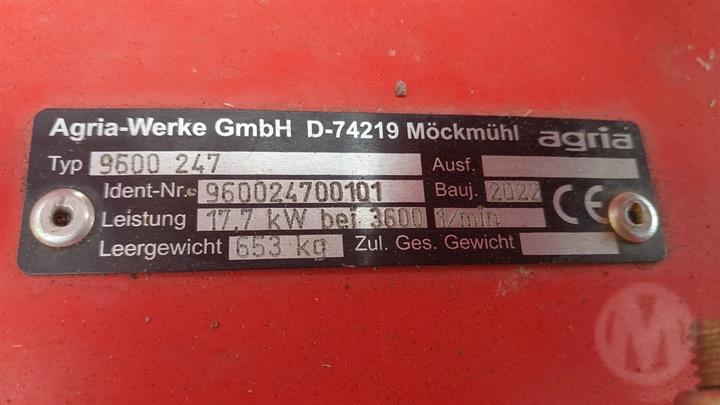 Agria-Werke GmbH D-74219 Möckmühl agria
Typ 9600 247 Ausf.
Ident-Nr. 960024700101 Bauj. 2022 CE
Leistung 17,7 kW bei 3600 1/min
Leergewicht 653 kg Zul. Ges. Gewicht
M